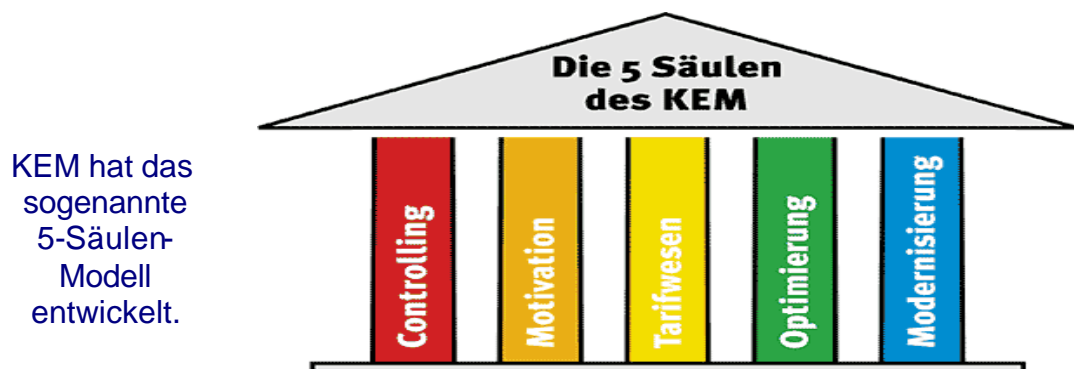 KEM hat das
sogenannte
5-Säulen-
Modell
entwickelt.
Die 5 Säulen
des KEM
Controlling
Motivation
Tarifwesen
Optimierung
Modernisierung